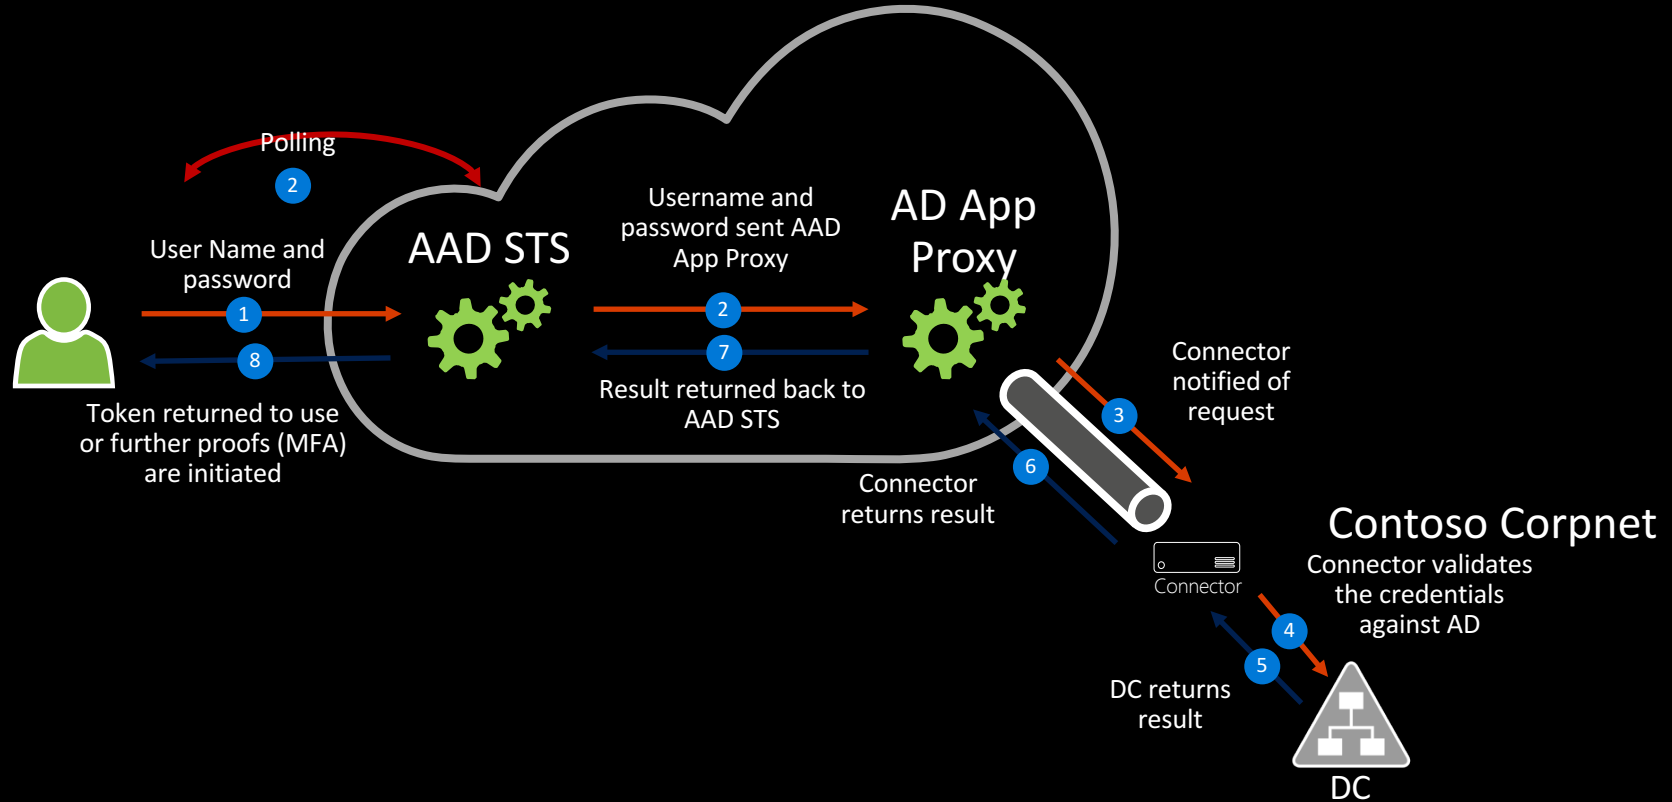 Polling
2
User Name and
password
1
8
Token returned to use
or further proofs (MFA)
are initiated
AAD STS
Username and
password sent AAD
App Proxy
2
7
Result returned back to
AAD STS
AD App
Proxy
Connector
notified of
request
3
6
Connector
returns result
Contoso Corpnet
Connector
Connector validates
the credentials
against AD
4
5
DC returns
result
DC